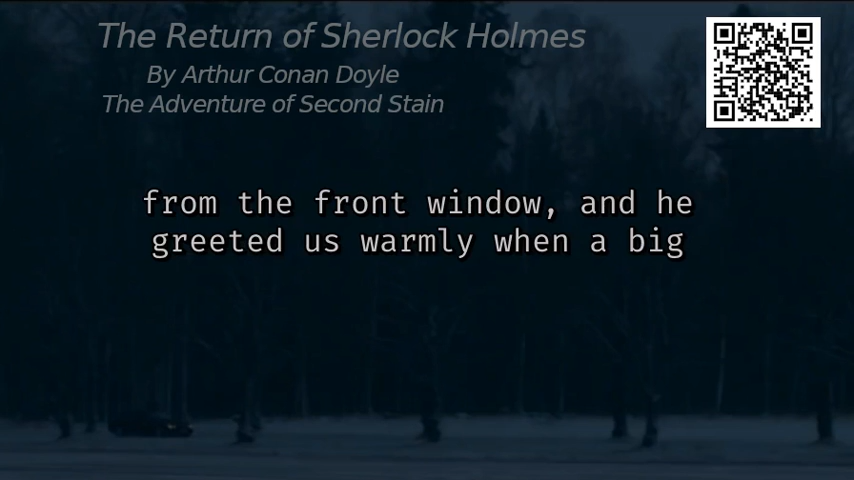 The Return of Sherlock Holmes
By Arthur Conan Doyle
The Adventure of Second Stain
from the front window, and he
greeted us warmly when a big